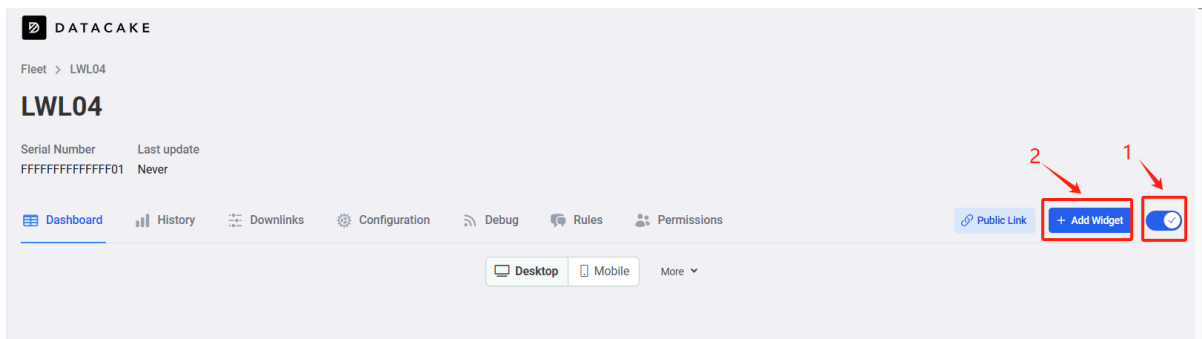 DATACAKE
Fleet > LWL04
LWL04
Serial Number Last update
FFFFFFFFFFFFFF01 Never
2 1
Dashboard History Downlinks Configuration Debug Rules Permissions Public Link + Add Widget
Desktop Mobile More